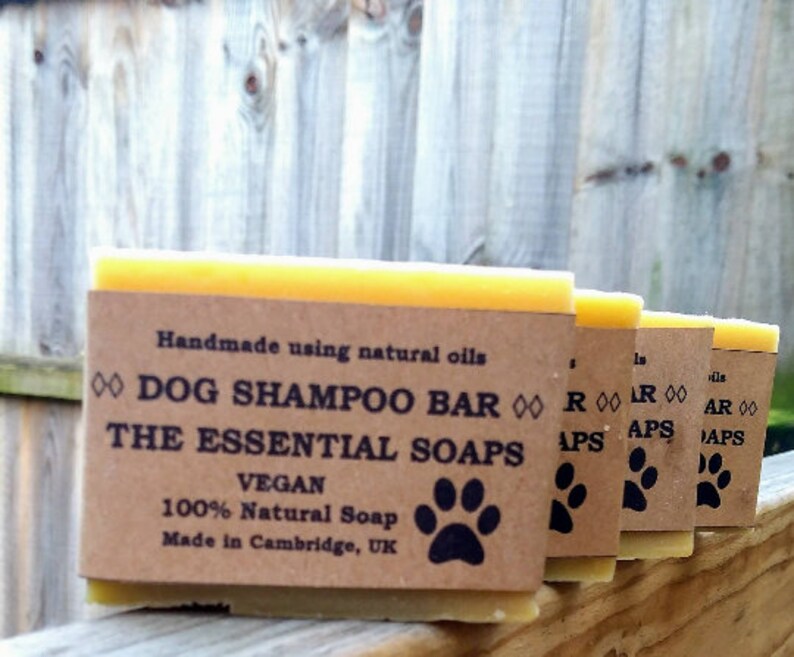 Handmade using natural oils
◊◊ DOG SHAMPOO BAR ◊◊
THE ESSENTIAL SOAPS
VEGAN
100% Natural Soap
Made in Cambridge, UK